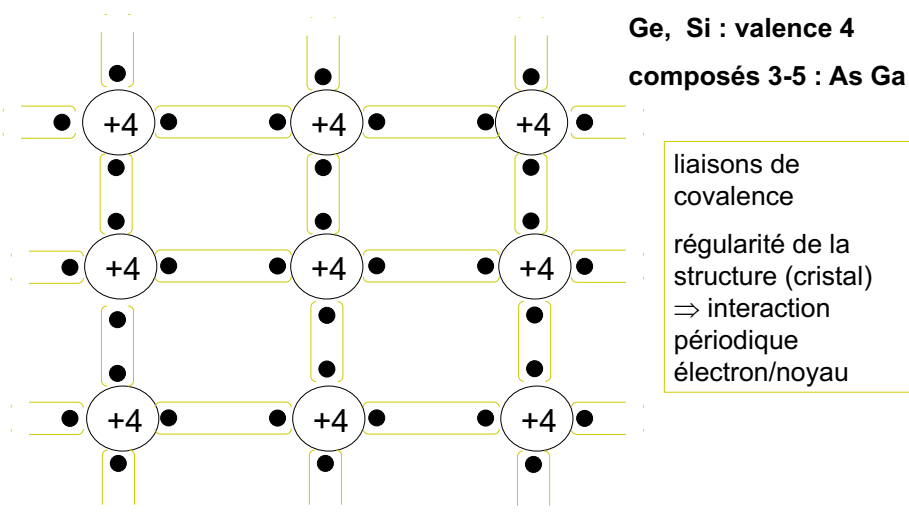 Ge, Si : valence 4
composés 3-5 : As Ga
+4 +4 +4
liaisons de
covalence
régularité de la
structure (cristal)
⇒ interaction
périodique
électron/noyau
+4 +4 +4
+4 +4 +4